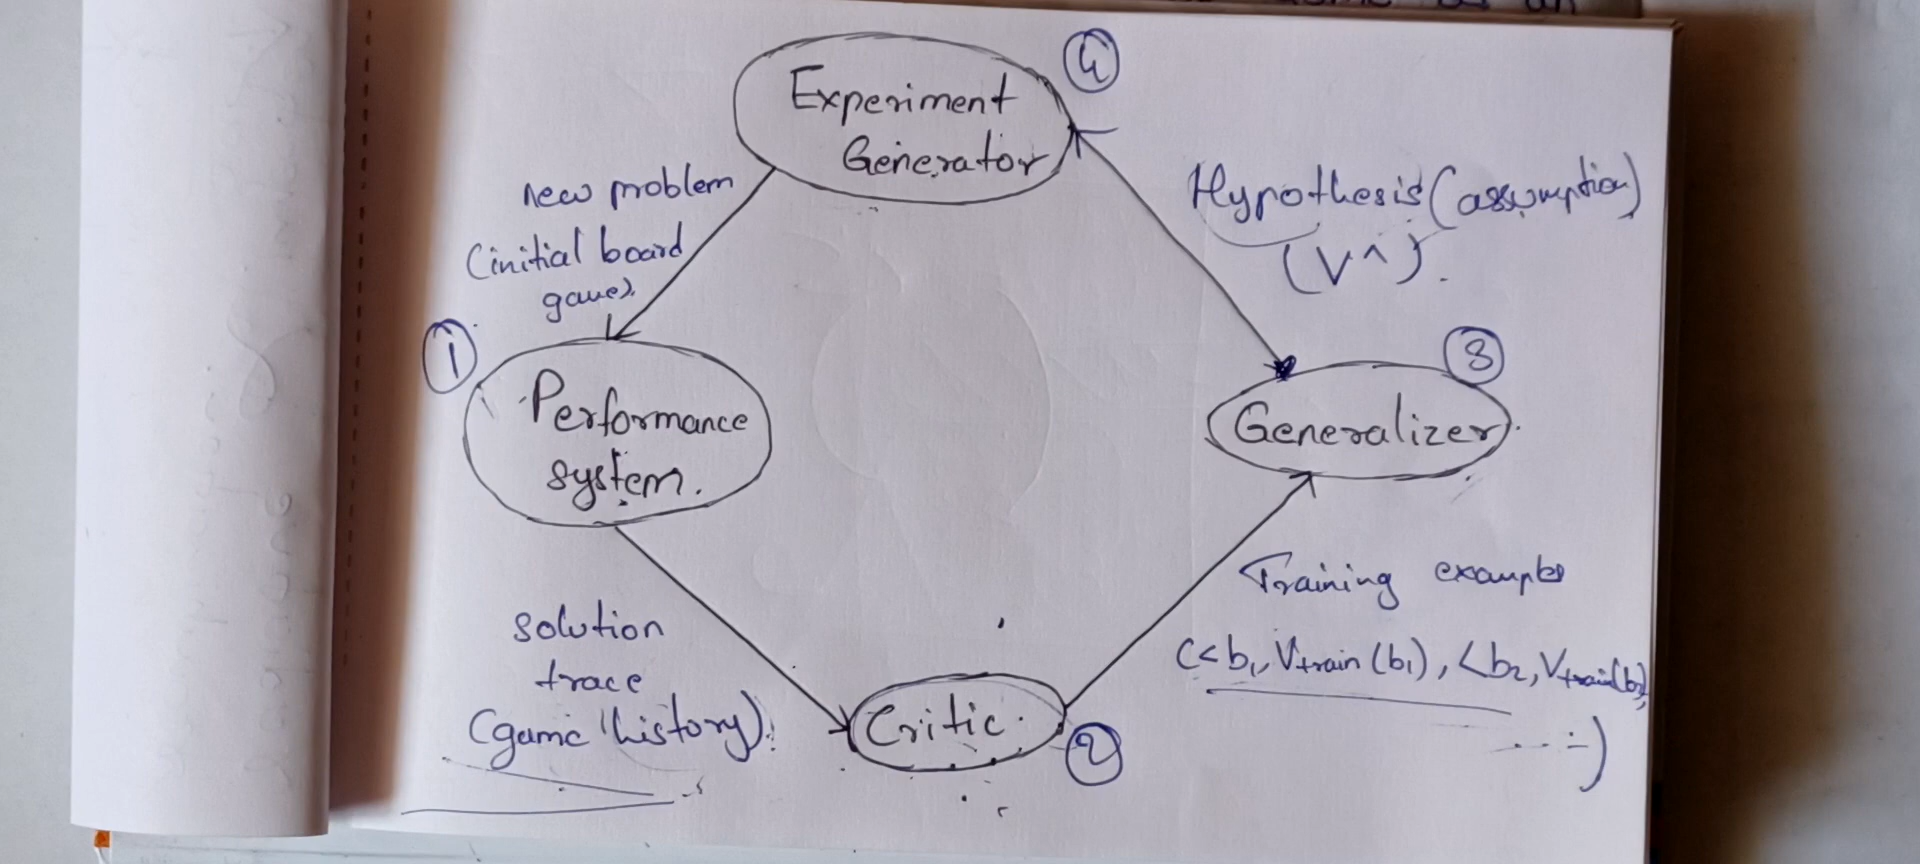 4
Experiment
Generator
new problem
(initial board
game).
Hypothesis (assumption)
(V^).
1
Performance
system.
3
Generalizer
solution
trace
(game history).
Training examples
(<b1, Vtrain (b1), <b2, Vtrain(b2),
....)
Critic.
2